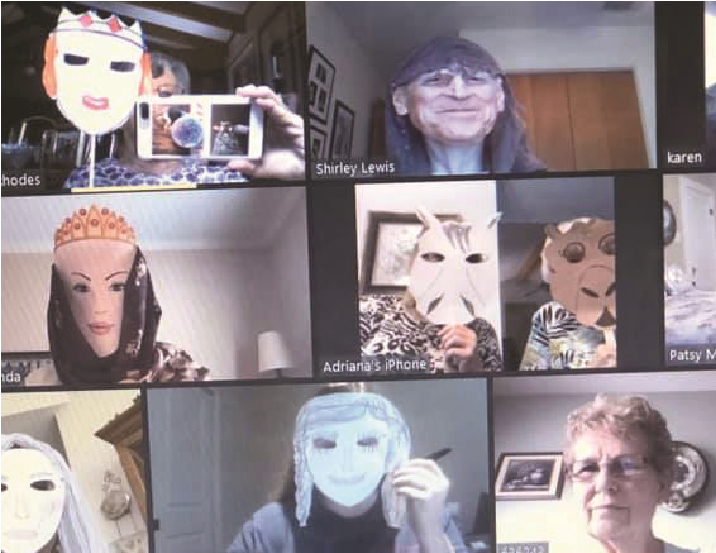 hodes
Shirley Lewis
karen
nda
Adriana's iPhone
Patsy M